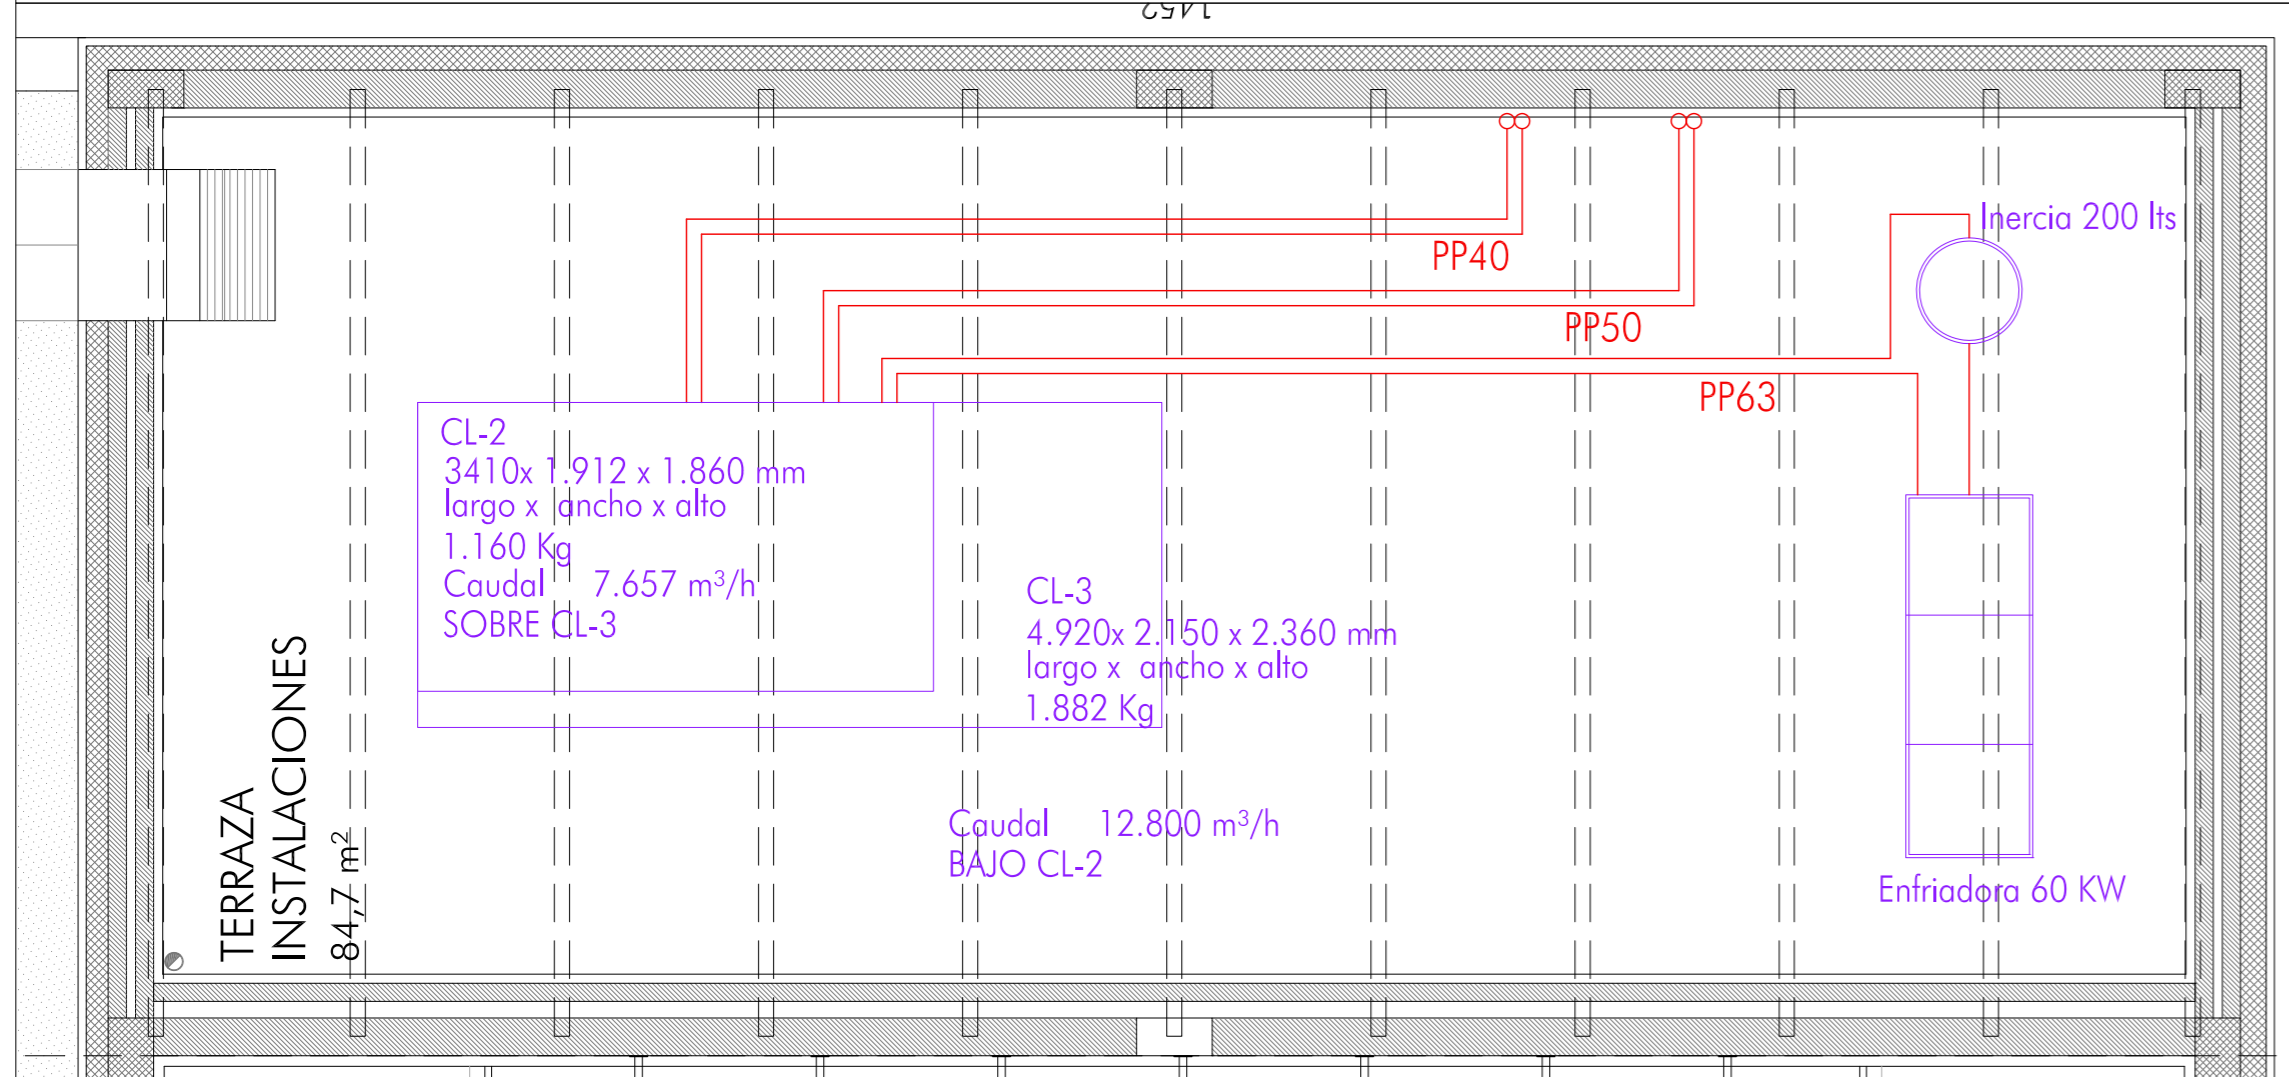 1452
Inercia 200 lts
PP40
PP50
PP63
CL-2
3410x 1.912 x 1.860 mm
largo x ancho x alto
1.160 Kg
Caudal 7.657 m³/h
SOBRE CL-3
CL-3
4.920x 2.150 x 2.360 mm
largo x ancho x alto
1.882 Kg
Caudal 12.800 m³/h
BAJO CL-2
Enfriadora 60 KW
TERRAZA
INSTALACIONES
84,7 m²